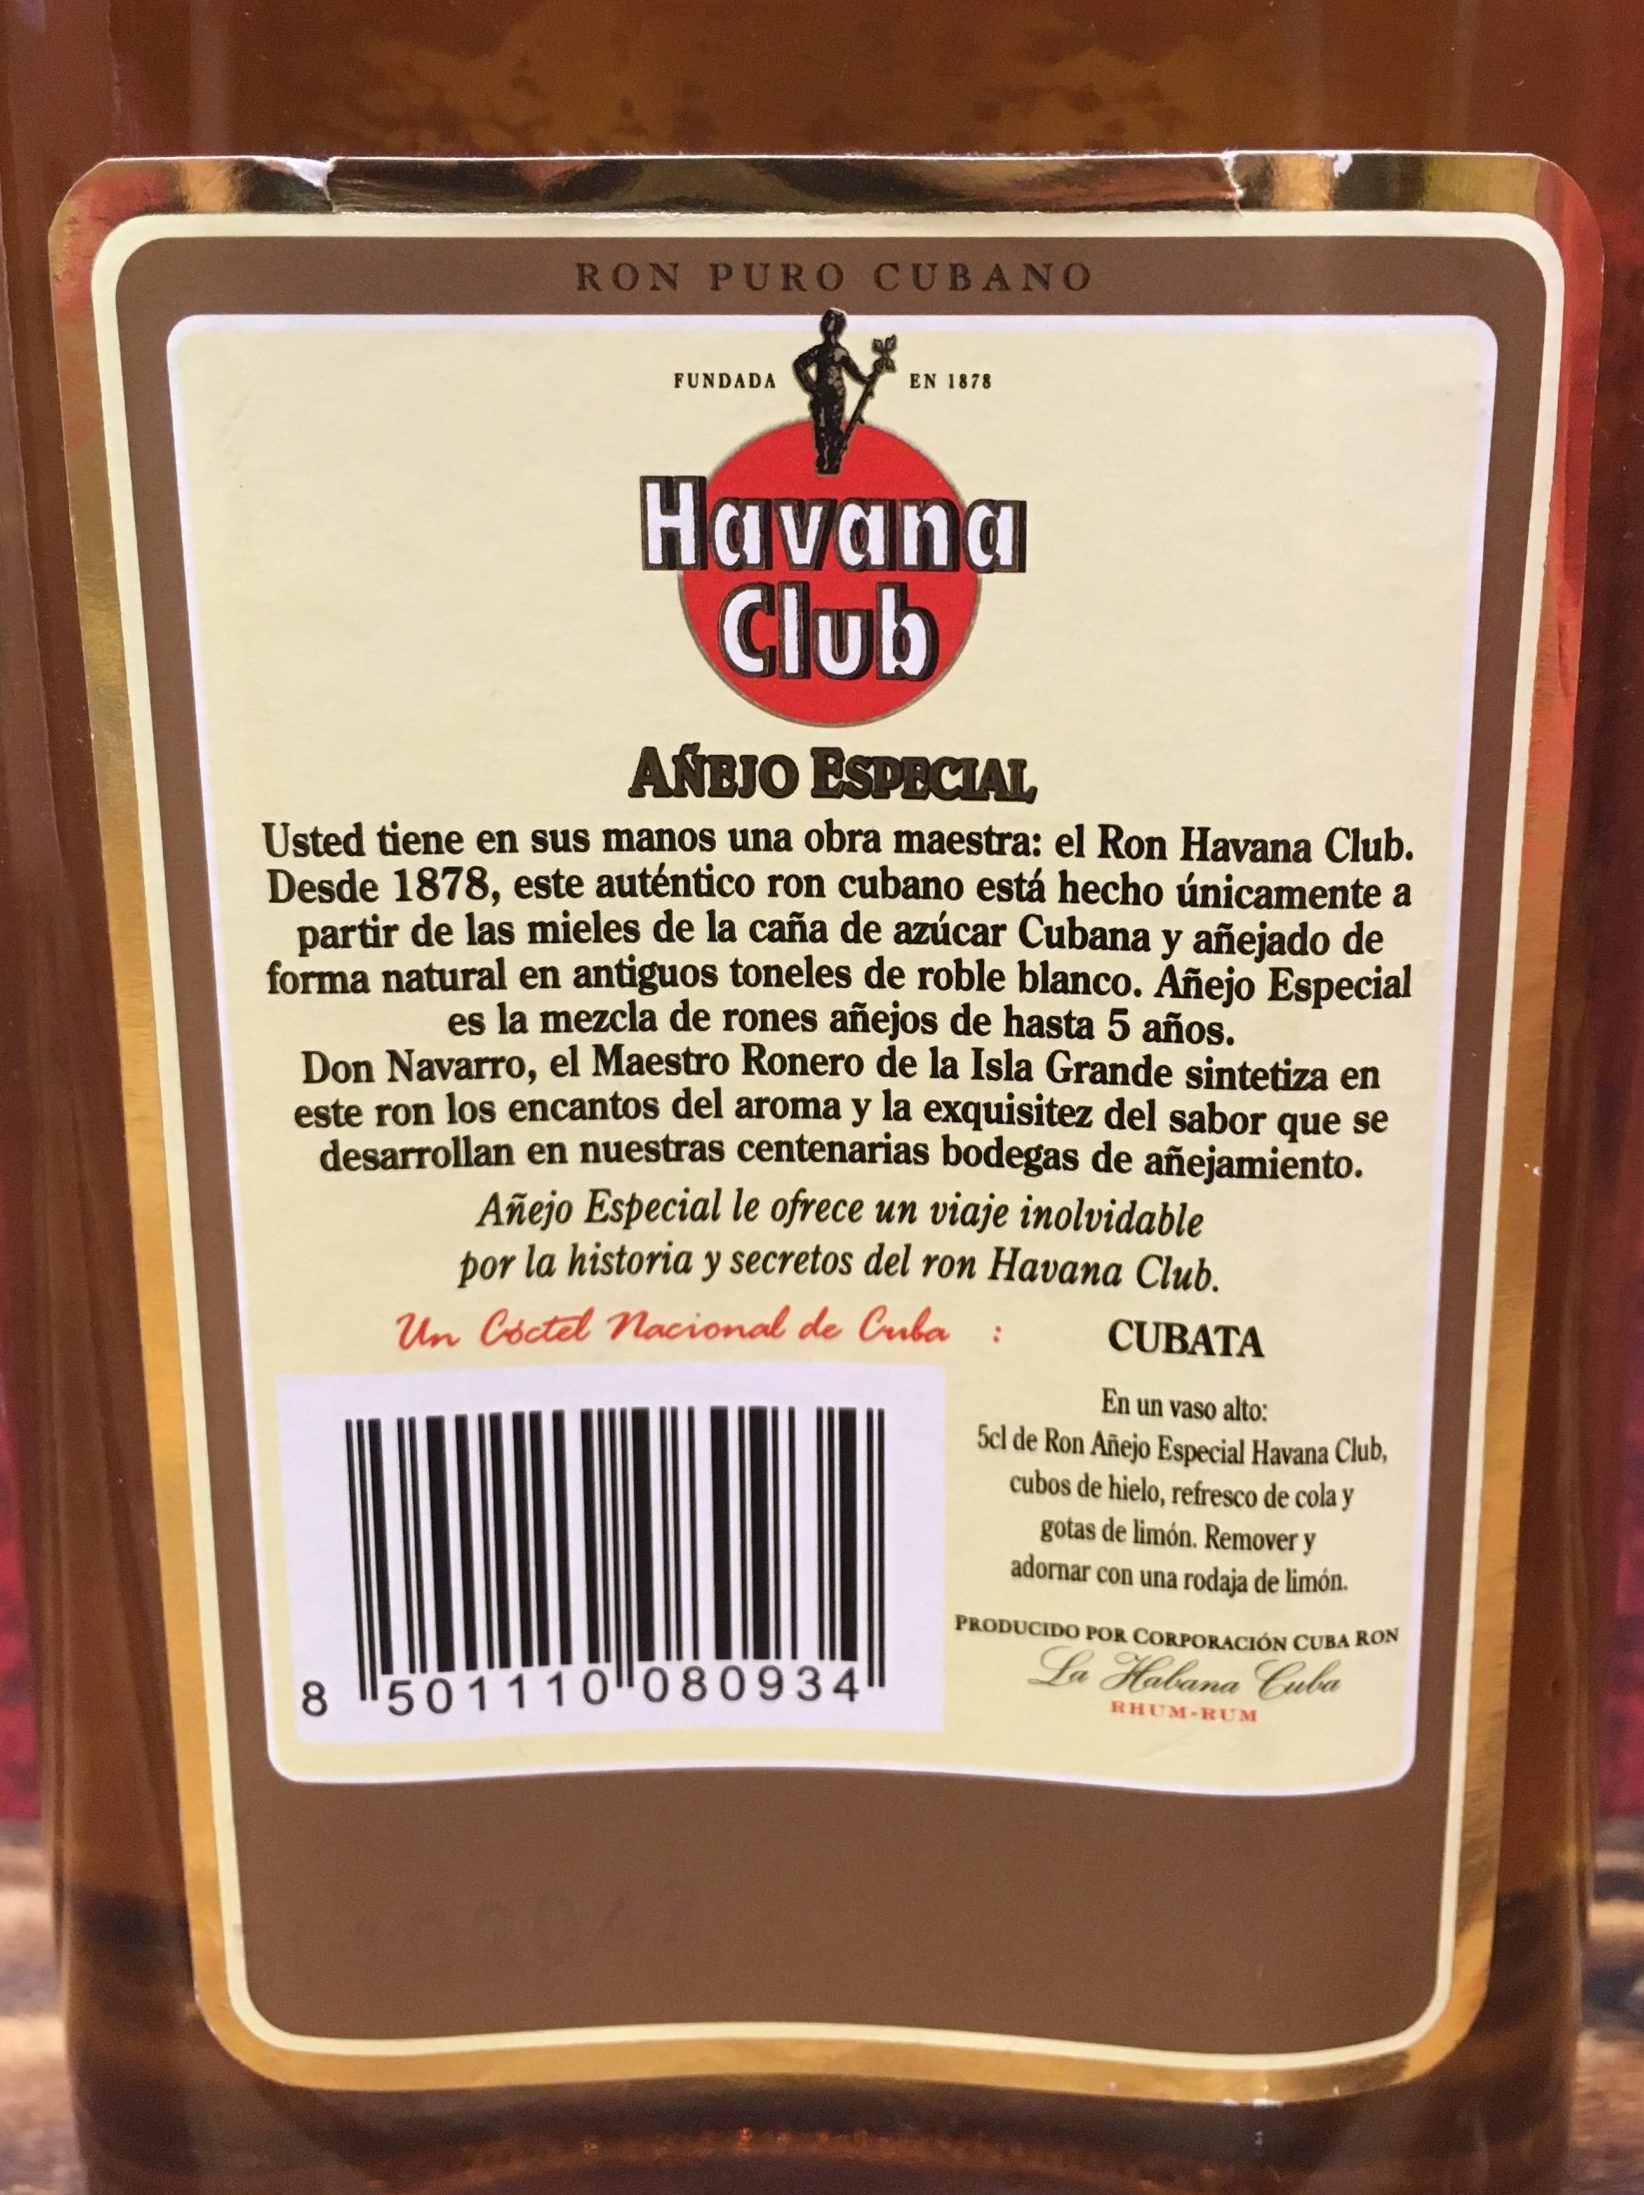 RON PURO CUBANO
FUNDADA EN 1878
Havana
Club
AÑEJO ESPECIAL
Usted tiene en sus manos una obra maestra: el Ron Havana Club.
Desde 1878, este auténtico ron cubano está hecho únicamente a
partir de las mieles de la caña de azúcar Cubana y añejado de
forma natural en antiguos toneles de roble blanco. Añejo Especial
es la mezcla de rones añejos de hasta 5 años.
Don Navarro, el Maestro Ronero de la Isla Grande sintetiza en
este ron los encantos del aroma y la exquisitez del sabor que se
desarrollan en nuestras centenarias bodegas de añejamiento.
Añejo Especial le ofrece un viaje inolvidable
por la historia y secretos del ron Havana Club.
Un Cóctel Nacional de Cuba : CUBATA
En un vaso alto:
5cl de Ron Añejo Especial Havana Club,
cubos de hielo, refresco de cola y
gotas de limón. Remover y
adornar con una rodaja de limón.
PRODUCIDO POR CORPORACIÓN CUBA RON
La Habana Cuba
RHUM-RUM
8 501110 080934